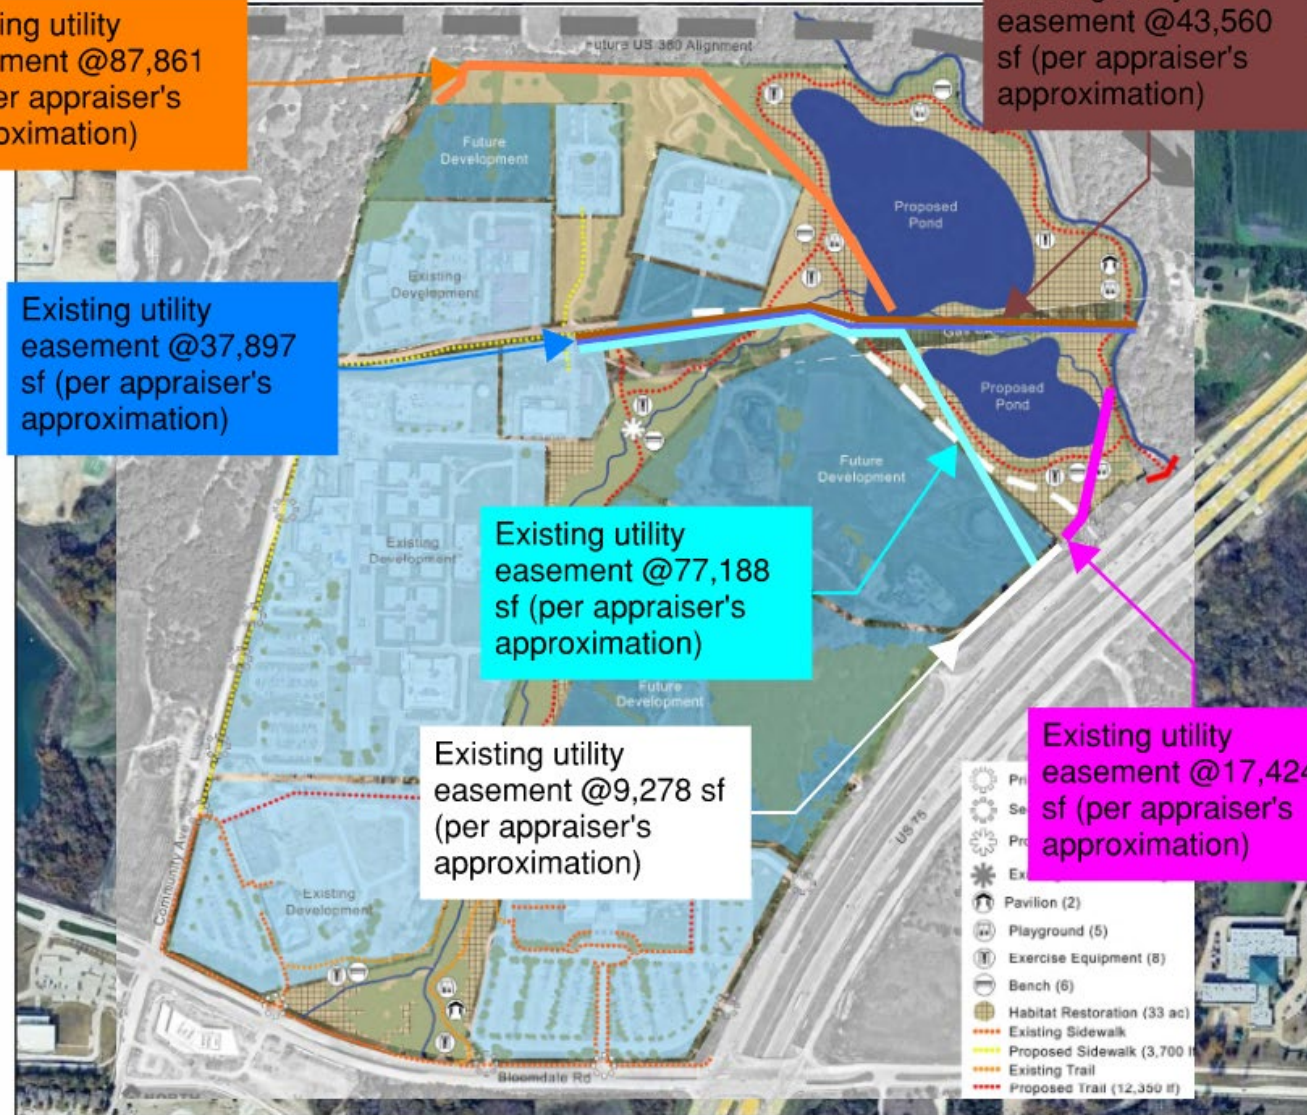 easement @43,560
sf (per appraiser's
approximation)
utility
@87,861
appraiser's
Future US 380 Alignment
Future
Development
Proposed
Pond
Existing
Development
Existing utility
easement @37,897
sf (per appraiser's
approximation)
Proposed
Pond
Future
Development
Existing
Development
Existing utility
easement @77,188
sf (per appraiser's
approximation)
Future
Development
Existing utility
easement @9,278 sf
(per appraiser's
approximation)
Existing utility
easement @17,424
sf (per appraiser's
approximation)
US 75
Community Ave
Existing
Development
Pavilion (2)
Playground (5)
Exercise Equipment (8)
Bench (6)
Habitat Restoration (33 ac)
Existing Sidewalk
Proposed Sidewalk (3,700
Existing Trail
Proposed Trail (12,350 lf)
Bloomdale Rd
NORTH